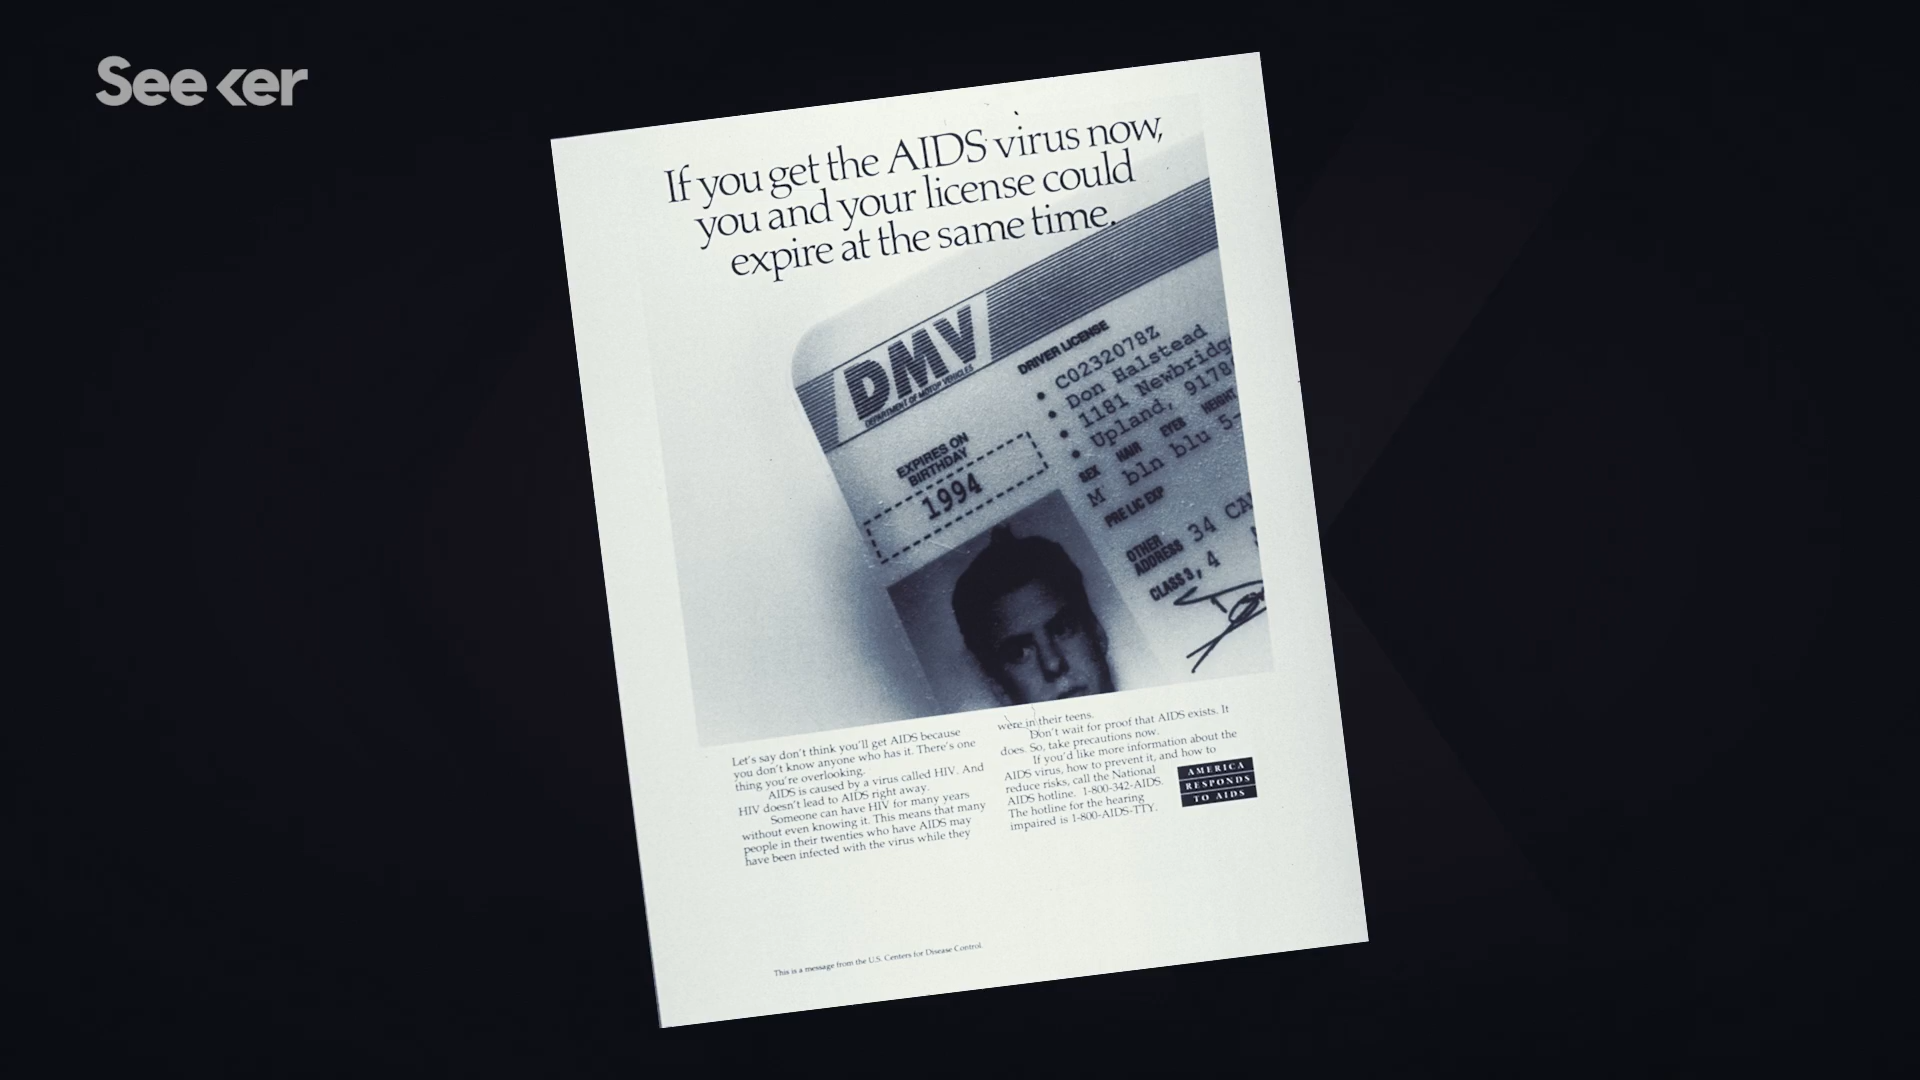 Seeker
If you get the AIDS virus now,
you and your license could
expire at the same time.
DMV
DEPARTMENT OF MOTOR VEHICLES
DRIVER LICENSE
C0232078Z
Don Halstead
1181 Newbridg
Upland, 9178
SEX HAIR EYES HEIGHT
M bln blu 5-
PRE LIC EXP
OTHER
ADDRESS 34 CA
CLASS 3, 4
EXPIRES ON
BIRTHDAY
1994
Let's say don't think you'll get AIDS because
you don't know anyone who has it. There's one
thing you're overlooking.
AIDS is caused by a virus called HIV. And
HIV doesn't lead to AIDS right away.
Someone can have HIV for many years
without even knowing it. This means that many
people in their twenties who have AIDS may
have been infected with the virus while they
were in their teens.
Don't wait for proof that AIDS exists. It
does. So, take precautions now.
If you'd like more information about the
AIDS virus, how to prevent it, and how to
reduce risks, call the National
AIDS hotline. 1-800-342-AIDS.
The hotline for the hearing
impaired is 1-800-AIDS-TTY.
AMERICA
RESPONDS
TO AIDS
This is a message from the U.S. Centers for Disease Control.